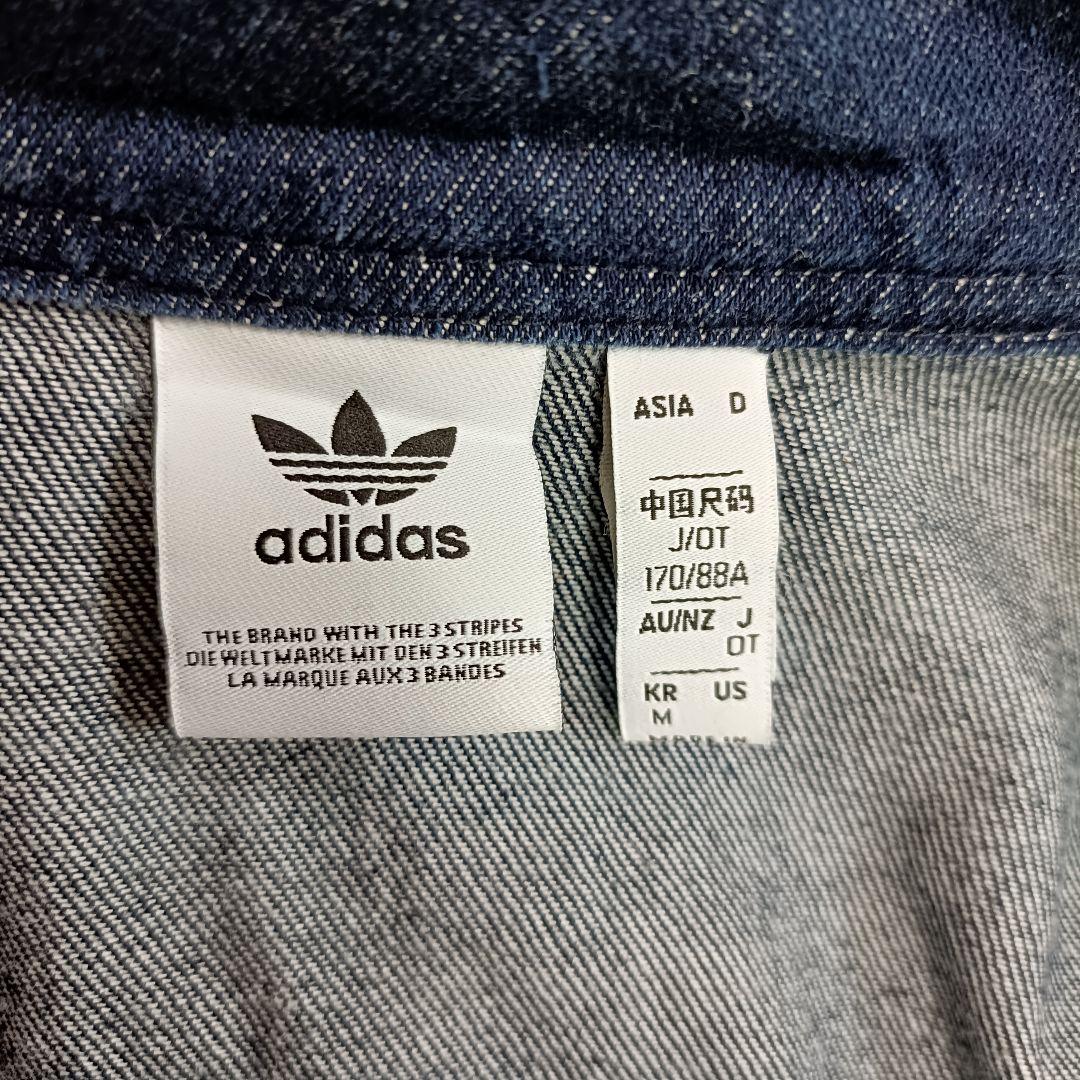 adidas
THE BRAND WITH THE 3 STRIPES
DIE WELTMARKE MIT DEN 3 STREIFEN
LA MARQUE AUX 3 BANDES
ASIA D
中国尺码
J/OT
170/88A
AU/NZ J
OT
KR US
M